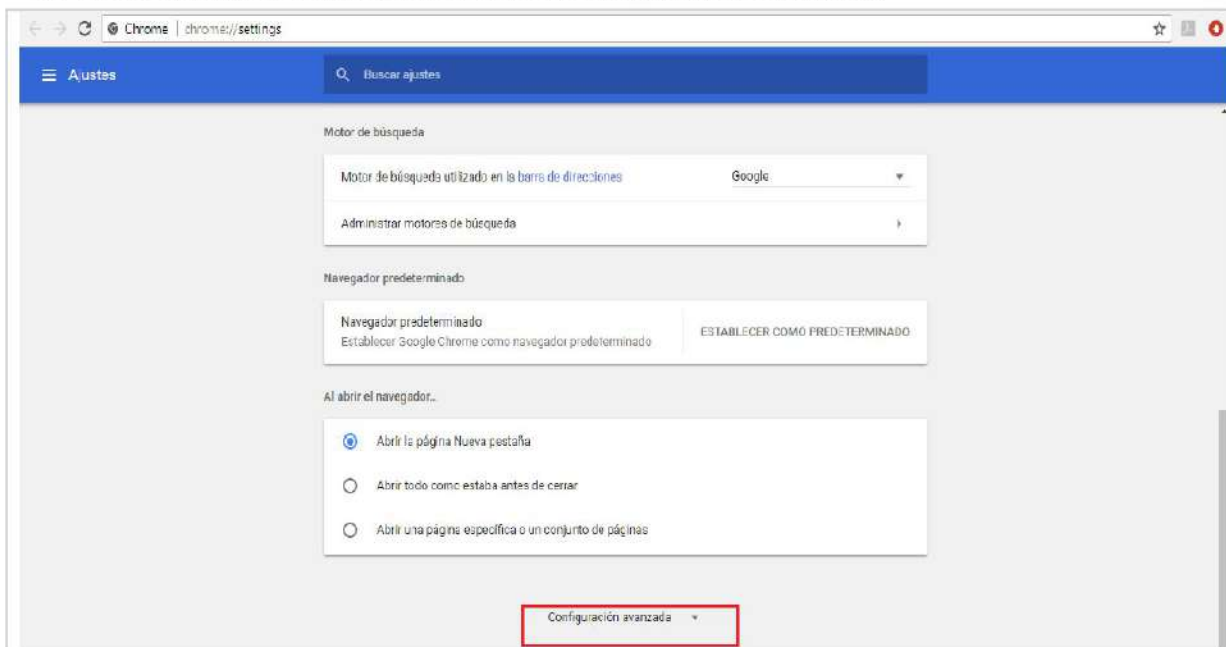 Chrome | chrome://settings
Ajustes
Buscar ajustes
Motor de búsqueda
Motor de búsqueda utilizado en la barra de direcciones
Google
Administrar motores de búsqueda
Navegador predeterminado
Navegador predeterminado
ESTABLECER COMO PREDETERMINADO
Establecer Google Chrome como navegador predeterminado
Al abrir el navegador...
Abrir la página Nueva pestaña
Abrir todo como estaba antes de cerrar
Abrir una página específica o un conjunto de páginas
Configuración avanzada